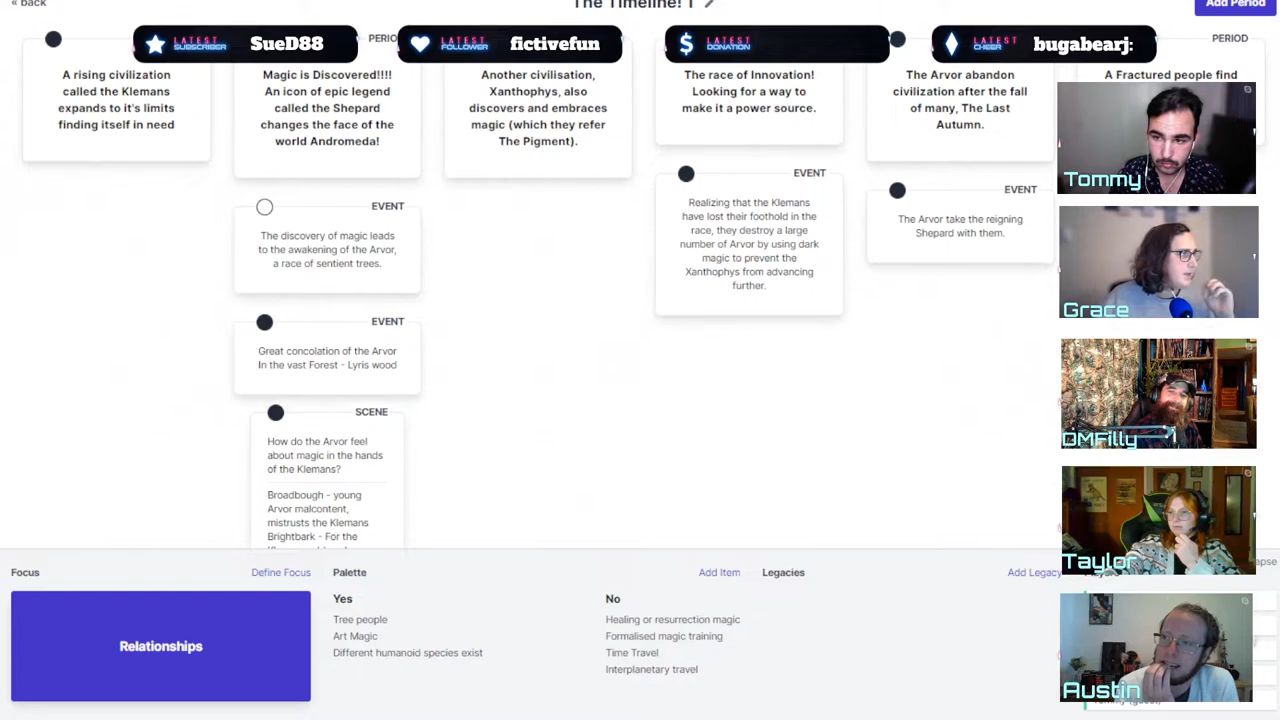 « back
The Timeline! 1
Add Period
LATEST SUBSCRIBER SueD88
LATEST FOLLOWER fictivefun
LATEST DONATION
LATEST CHEER bugabearj:
PERIOD
A rising civilization
called the Klemans
expands to it's limits
finding itself in need
Magic is Discovered!!!!
An icon of epic legend
called the Shepard
changes the face of the
world Andromeda!
EVENT
The discovery of magic leads
to the awakening of the Arvor,
a race of sentient trees.
EVENT
Great concolation of the Arvor
In the vast Forest - Lyris wood
SCENE
How do the Arvor feel
about magic in the hands
of the Klemans?
Broadbough - young
Arvor malcontent,
mistrusts the Klemans
Brightbark - For the
Another civilisation,
Xanthophys, also
discovers and embraces
magic (which they refer
The Pigment).
The race of Innovation!
Looking for a way to
make it a power source.
EVENT
Realizing that the Klemans
have lost their foothold in the
race, they destroy a large
number of Arvor by using dark
magic to prevent the
Xanthophys from advancing
further.
The Arvor abandon
civilization after the fall
of many, The Last
Autumn.
EVENT
The Arvor take the reigning
Shepard with them.
PERIOD
A Fractured people find
Tommy
Grace
DMFilly
Taylor
Austin
Focus
Define Focus
Relationships
Palette
Add Item
Yes
Tree people
Art Magic
Different humanoid species exist
No
Healing or resurrection magic
Formalised magic training
Time Travel
Interplanetary travel
Legacies
Add Legacy